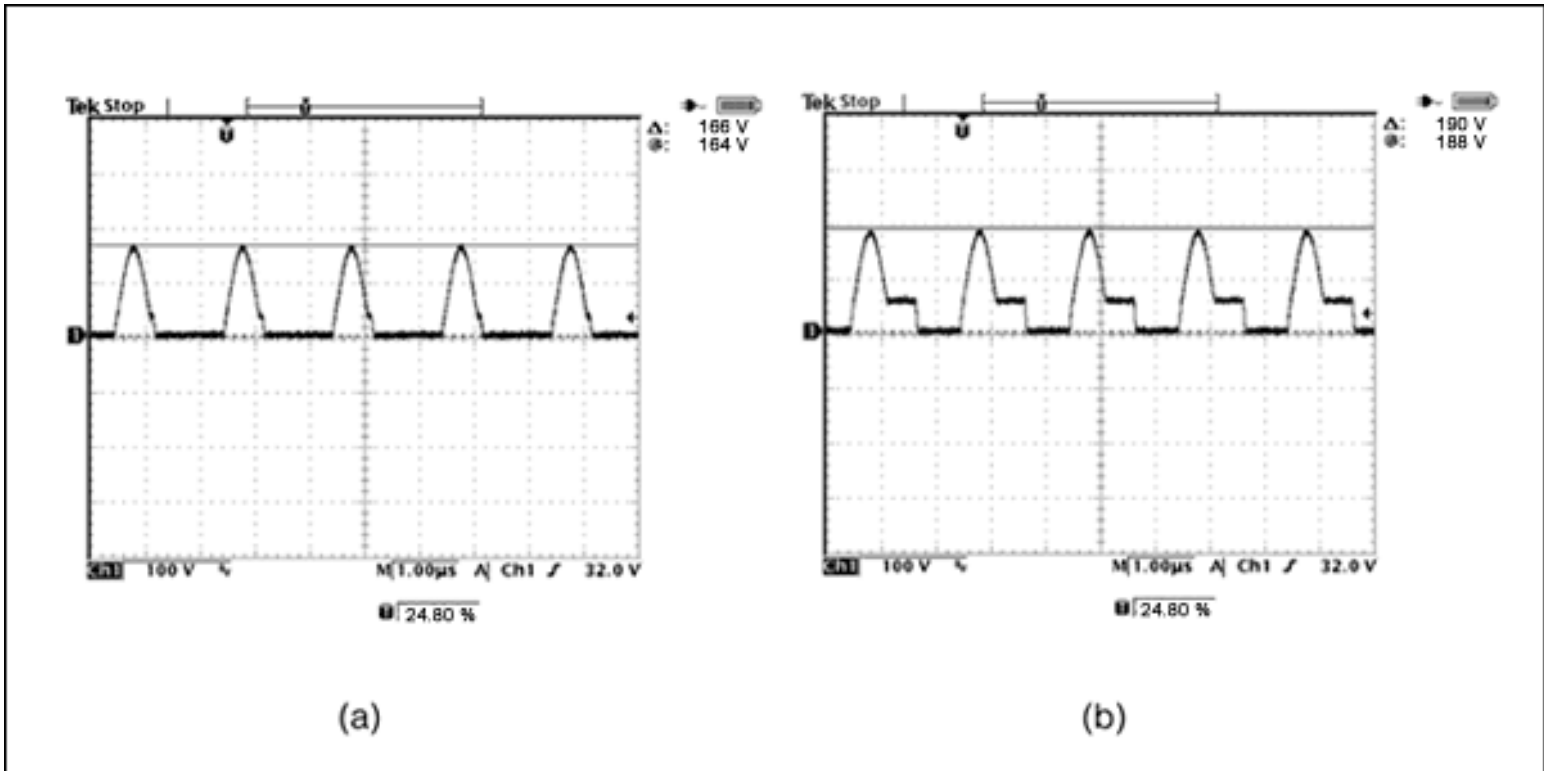 Tek Stop
Δ: 166 V
@: 164 V
Ch1 100 V M 1.00µs A Ch1 32.0 V
24.80 %
(a)
Tek Stop
Δ: 190 V
@: 188 V
Ch1 100 V M 1.00µs A Ch1 32.0 V
24.80 %
(b)